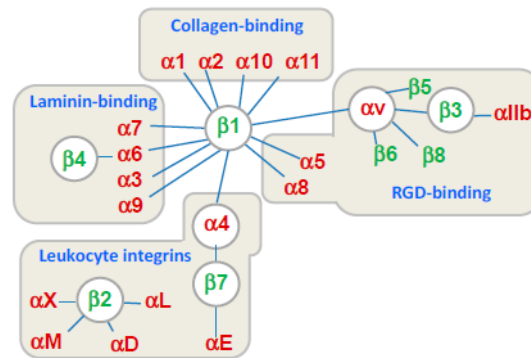 Collagen-binding
α1 α2 α10 α11
Laminin-binding
α7
β4 α6
α3
α9
β1
β5
αv β3 αIIb
β6 β8
α5
α8
RGD-binding
α4
Leukocyte integrins
β7
αX β2 αL
αM αD αE